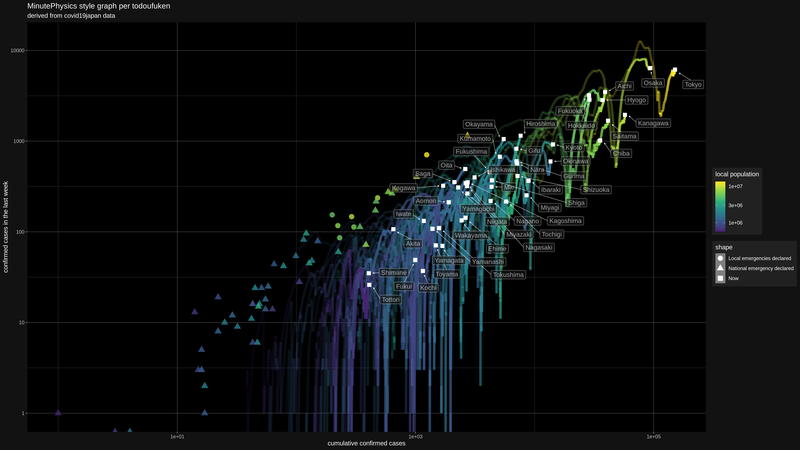 MinutePhysics style graph per todoufuken
derived from covid19japan data
confirmed cases in the last week
10000
1000
100
10
1
1e+01
1e+03
1e+05
cumulative confirmed cases
Osaka
Tokyo
Aichi
Hyogo
Fukuoka
Kanagawa
Okayama
Hiroshima
Hokkaido
Saitama
Kumamoto
Kyoto
Chiba
Fukushima
Gifu
Okinawa
Oita
Ishikawa
Nara
Gunma
Saga
Kagawa
Mie
Ibaraki
Shizuoka
Aomori
Shiga
Yamaguchi
Miyagi
Iwate
Niigata
Nagano
Kagoshima
Wakayama
Miyazaki
Tochigi
Akita
Ehime
Nagasaki
Yamagata
Yamanashi
Shimane
Toyama
Tokushima
Fukui
Kochi
Tottori
local population
1e+07
3e+06
1e+06
shape
Local emergencies declared
National emergency declared
Now